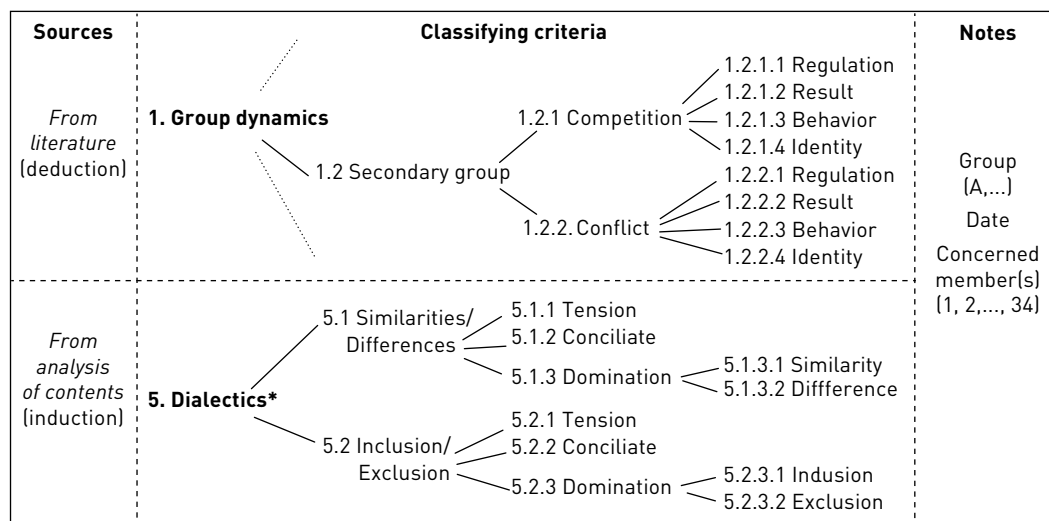 Sources
Classifying criteria
Notes
From
literature
(deduction)
1. Group dynamics
1.2 Secondary group
1.2.1 Competition
1.2.1.1 Regulation
1.2.1.2 Result
1.2.1.3 Behavior
1.2.1.4 Identity
1.2.2. Conflict
1.2.2.1 Regulation
1.2.2.2 Result
1.2.2.3 Behavior
1.2.2.4 Identity
Group
(A,...)
Date
Concerned
member(s)
(1, 2,..., 34)
From
analysis
of contents
(induction)
5. Dialectics*
5.1 Similarities/
Differences
5.1.1 Tension
5.1.2 Conciliate
5.1.3 Domination
5.1.3.1 Similarity
5.1.3.2 Diffference
5.2 Inclusion/
Exclusion
5.2.1 Tension
5.2.2 Conciliate
5.2.3 Domination
5.2.3.1 Indusion
5.2.3.2 Exclusion